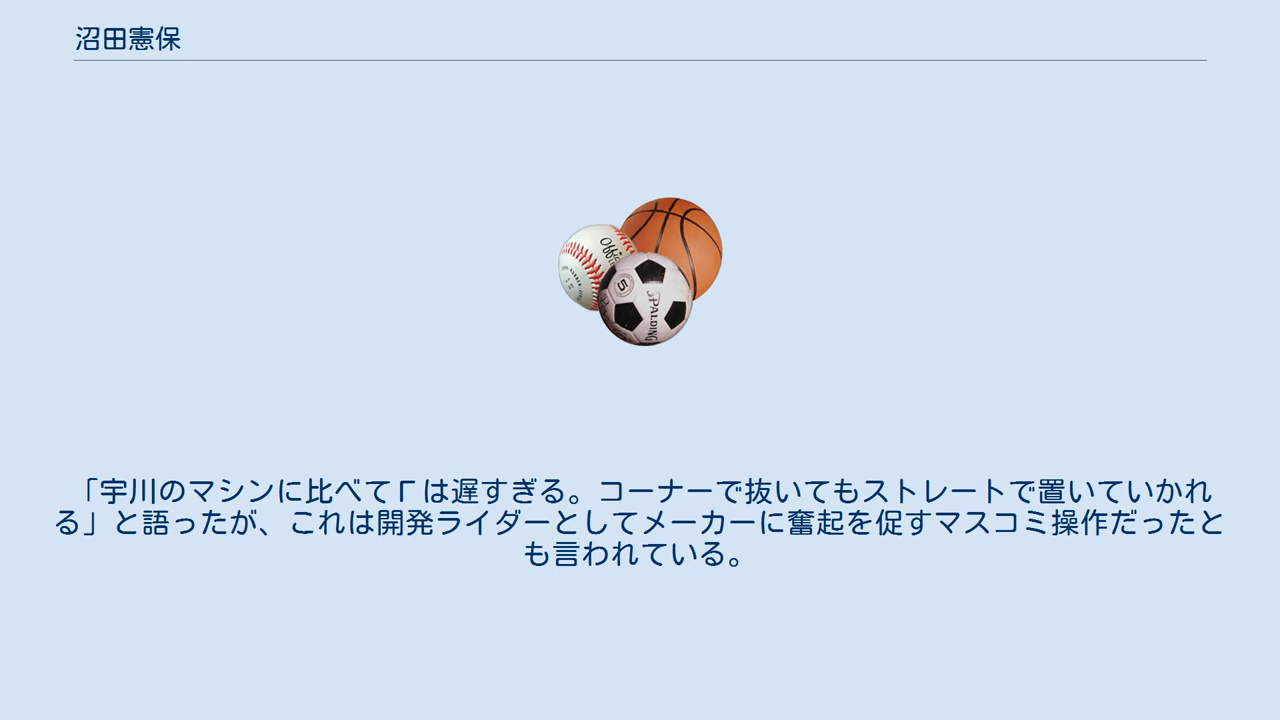 沼田憲保
Offi
5
SPALDING
「宇川のマシンに比べてΓは遅すぎる。コーナーで抜いてもストレートで置いていかれ
る」と語ったが、これは開発ライダーとしてメーカーに奮起を促すマスコミ操作だったと
も言われている。